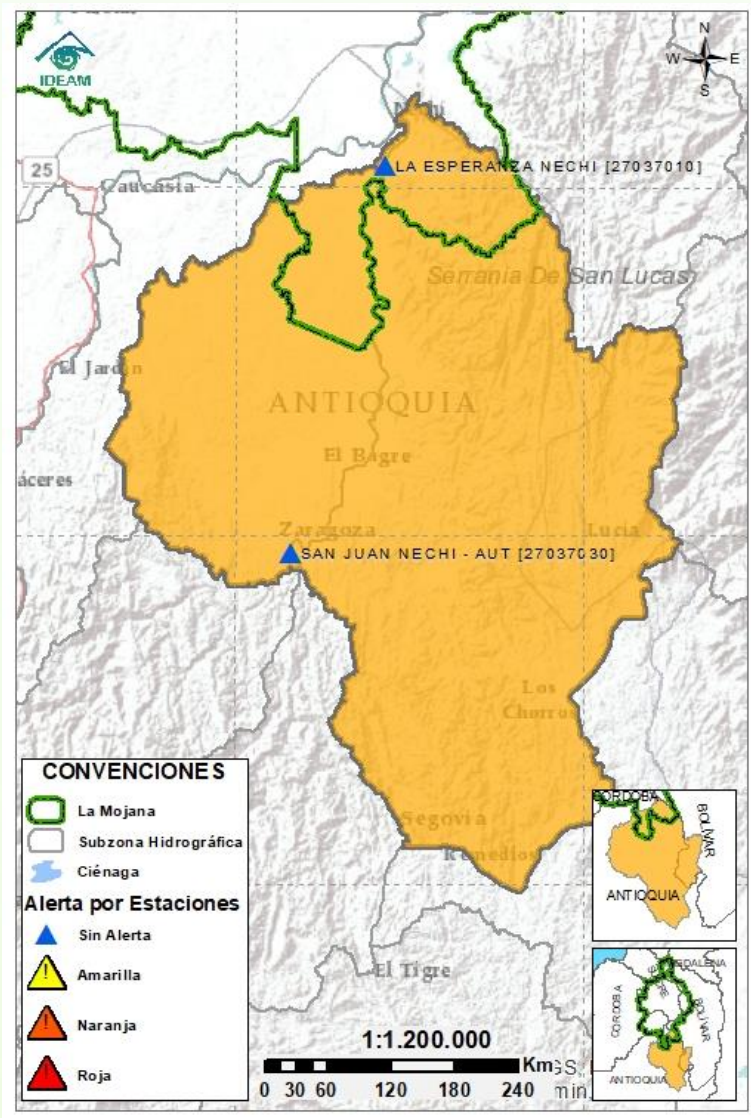 IDEAM
N
W E
S
LA ESPERANZA NECHI [27037010]
25
Caucasia
Serrania De San Lucas
El Jardin
ANTIOQUIA
El Bagre
áceres
Zaragoza
Lucia
SAN JUAN NECHI - AUT [27037030]
Los
Chorros
Segovia
Remedios
El Tigre
CONVENCIONES
La Mojana
Subzona Hidrográfica
Ciénaga
Alerta por Estaciones
Sin Alerta
Amarilla
Naranja
Roja
1:1.200.000
Km
0 30 60 120 180 240
CORDOBA
BOLÍVAR
ANTIOQUIA
CORDOBA
BOLÍVAR
ANTIOQUIA